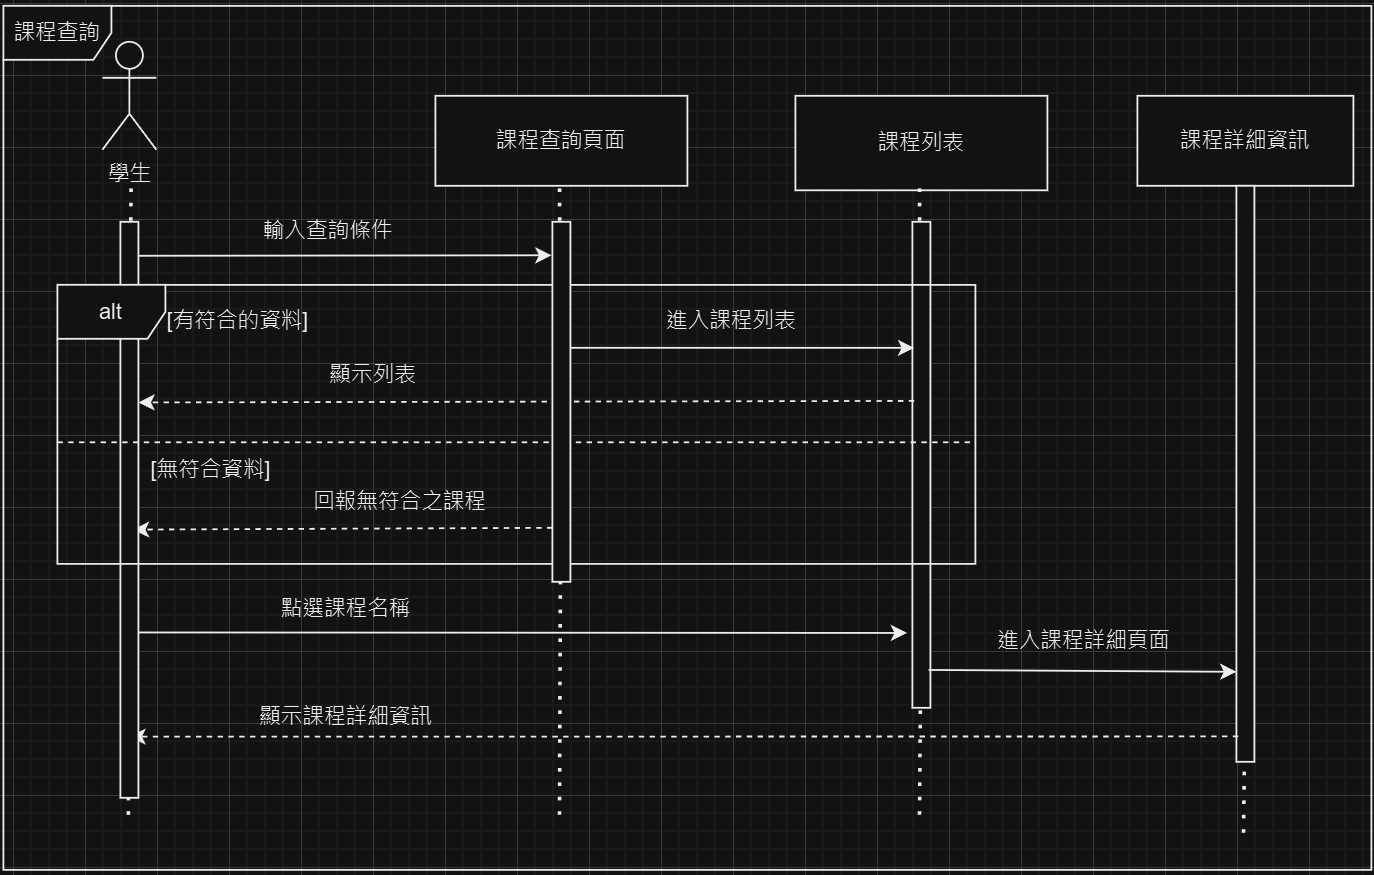 課程查詢
學生
課程查詢頁面
課程列表
課程詳細資訊
輸入查詢條件
alt
[有符合的資料]
進入課程列表
顯示列表
[無符合資料]
回報無符合之課程
點選課程名稱
進入課程詳細頁面
顯示課程詳細資訊